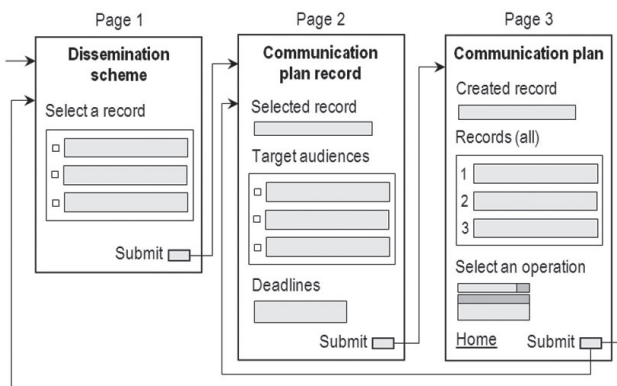 Page 1
Dissemination
scheme
Select a record
Submit
Page 2
Communication
plan record
Selected record
Target audiences
Deadlines
Submit
Page 3
Communication plan
Created record
Records (all)
1
2
3
Select an operation
Home Submit